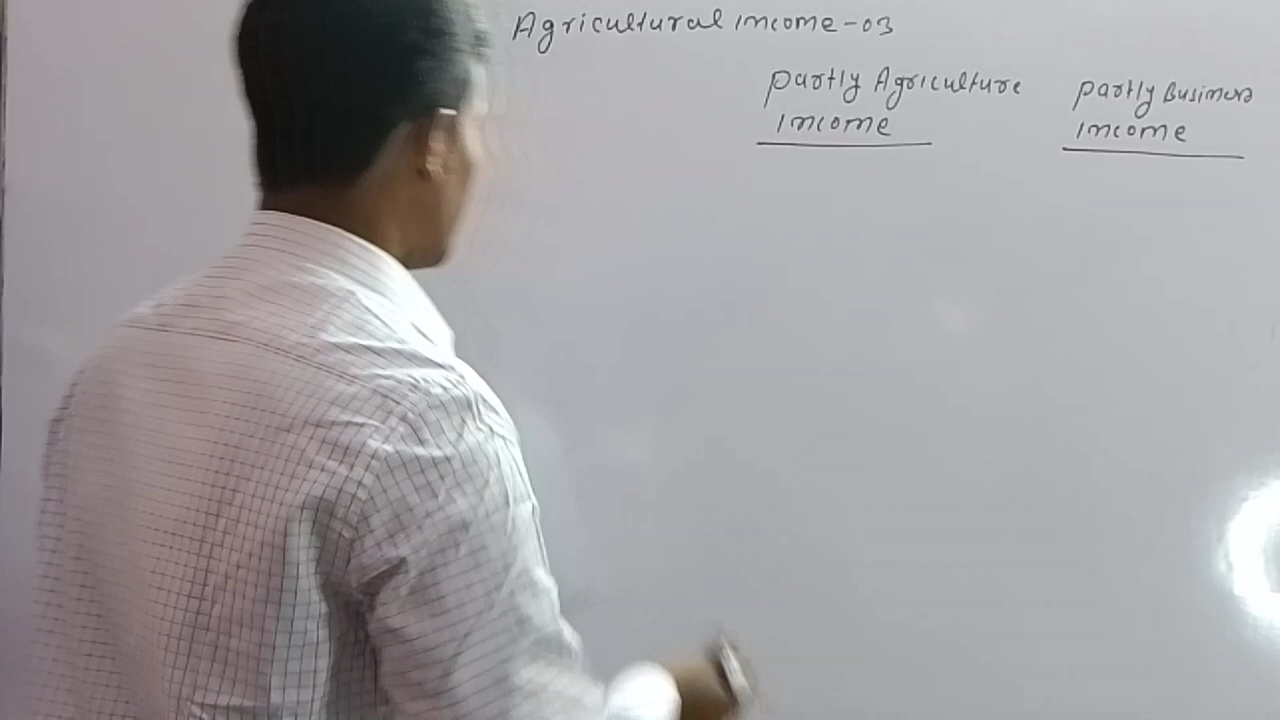 Agricultural income-03
partly Agriculture
income
partly Business
income